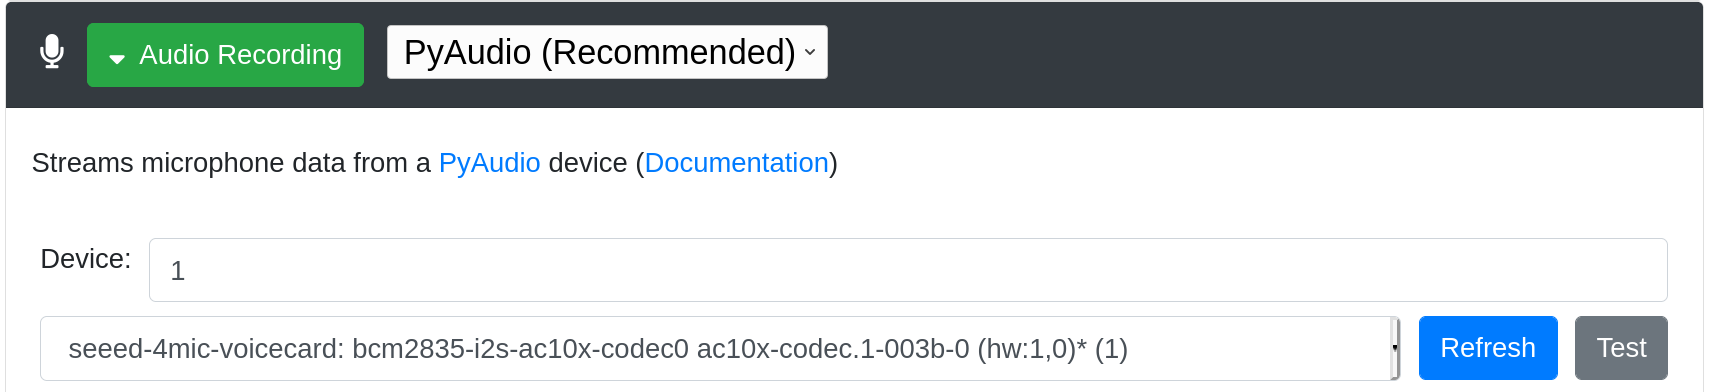 Audio Recording PyAudio (Recommended)
Streams microphone data from a PyAudio device (Documentation)
Device: 1
seeed-4mic-voicecard: bcm2835-i2s-ac10x-codec0 ac10x-codec.1-003b-0 (hw:1,0)* (1) Refresh Test